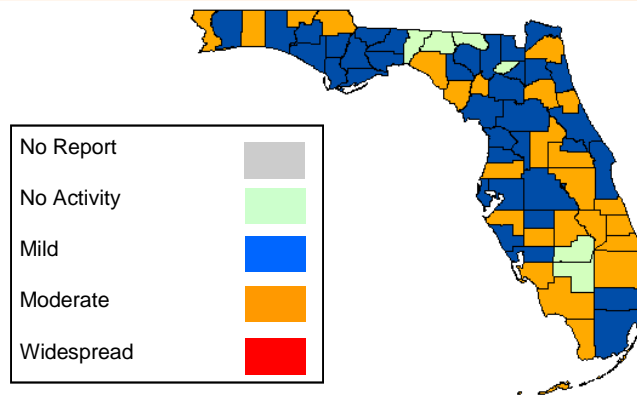 No Report
No Activity
Mild
Moderate
Widespread